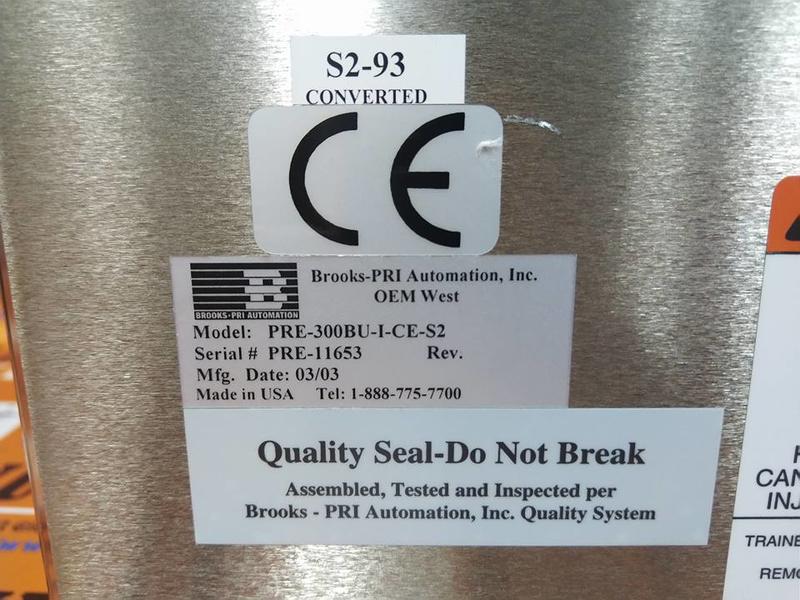 S2-93
CONVERTED
CE
B
BROOKS-PRI AUTOMATION
Brooks-PRI Automation, Inc.
OEM West
Model: PRE-300BU-I-CE-S2
Serial # PRE-11653 Rev.
Mfg. Date: 03/03
Made in USA Tel: 1-888-775-7700
Quality Seal-Do Not Break
Assembled, Tested and Inspected per
Brooks - PRI Automation, Inc. Quality System
CAN
INJ
TRAINE
REMO